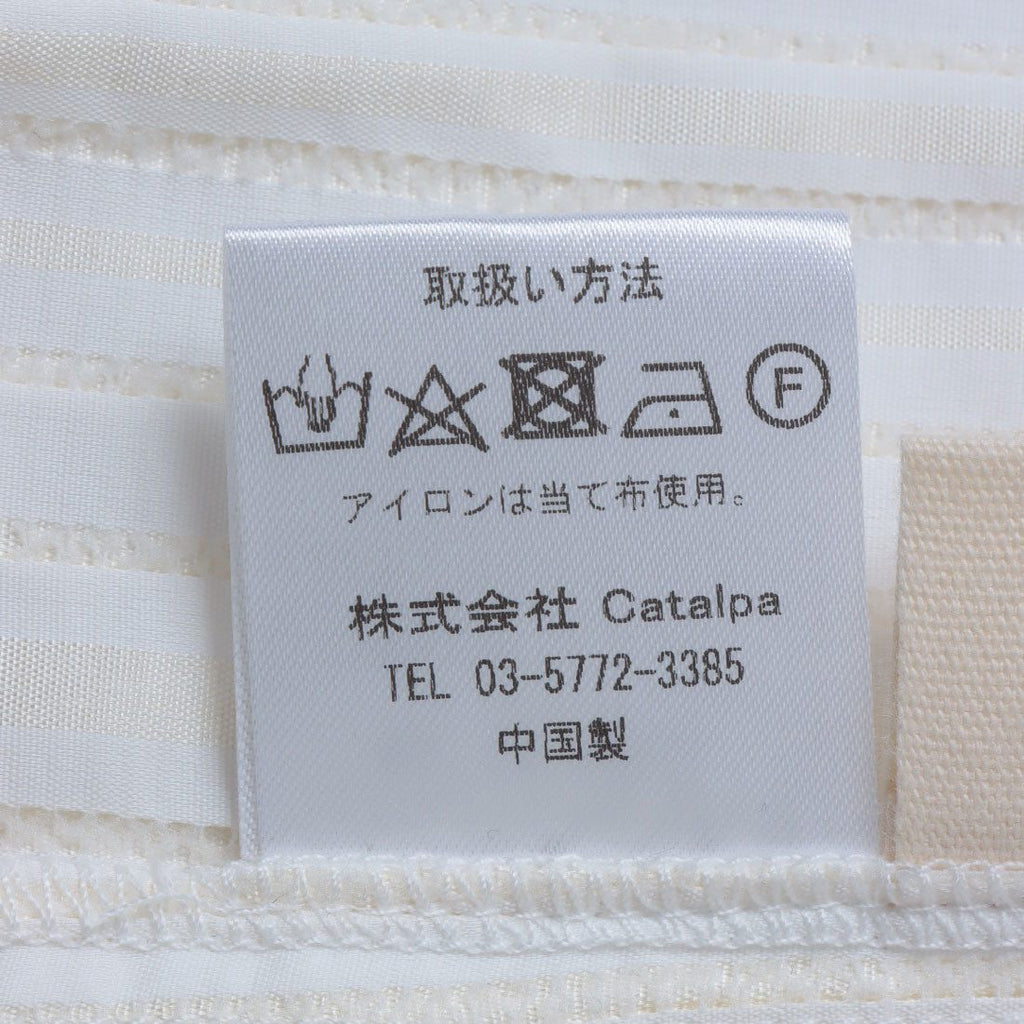 取扱い方法
F
アイロンは当て布使用。
株式会社 Catalpa
TEL 03-5772-3385
中国製